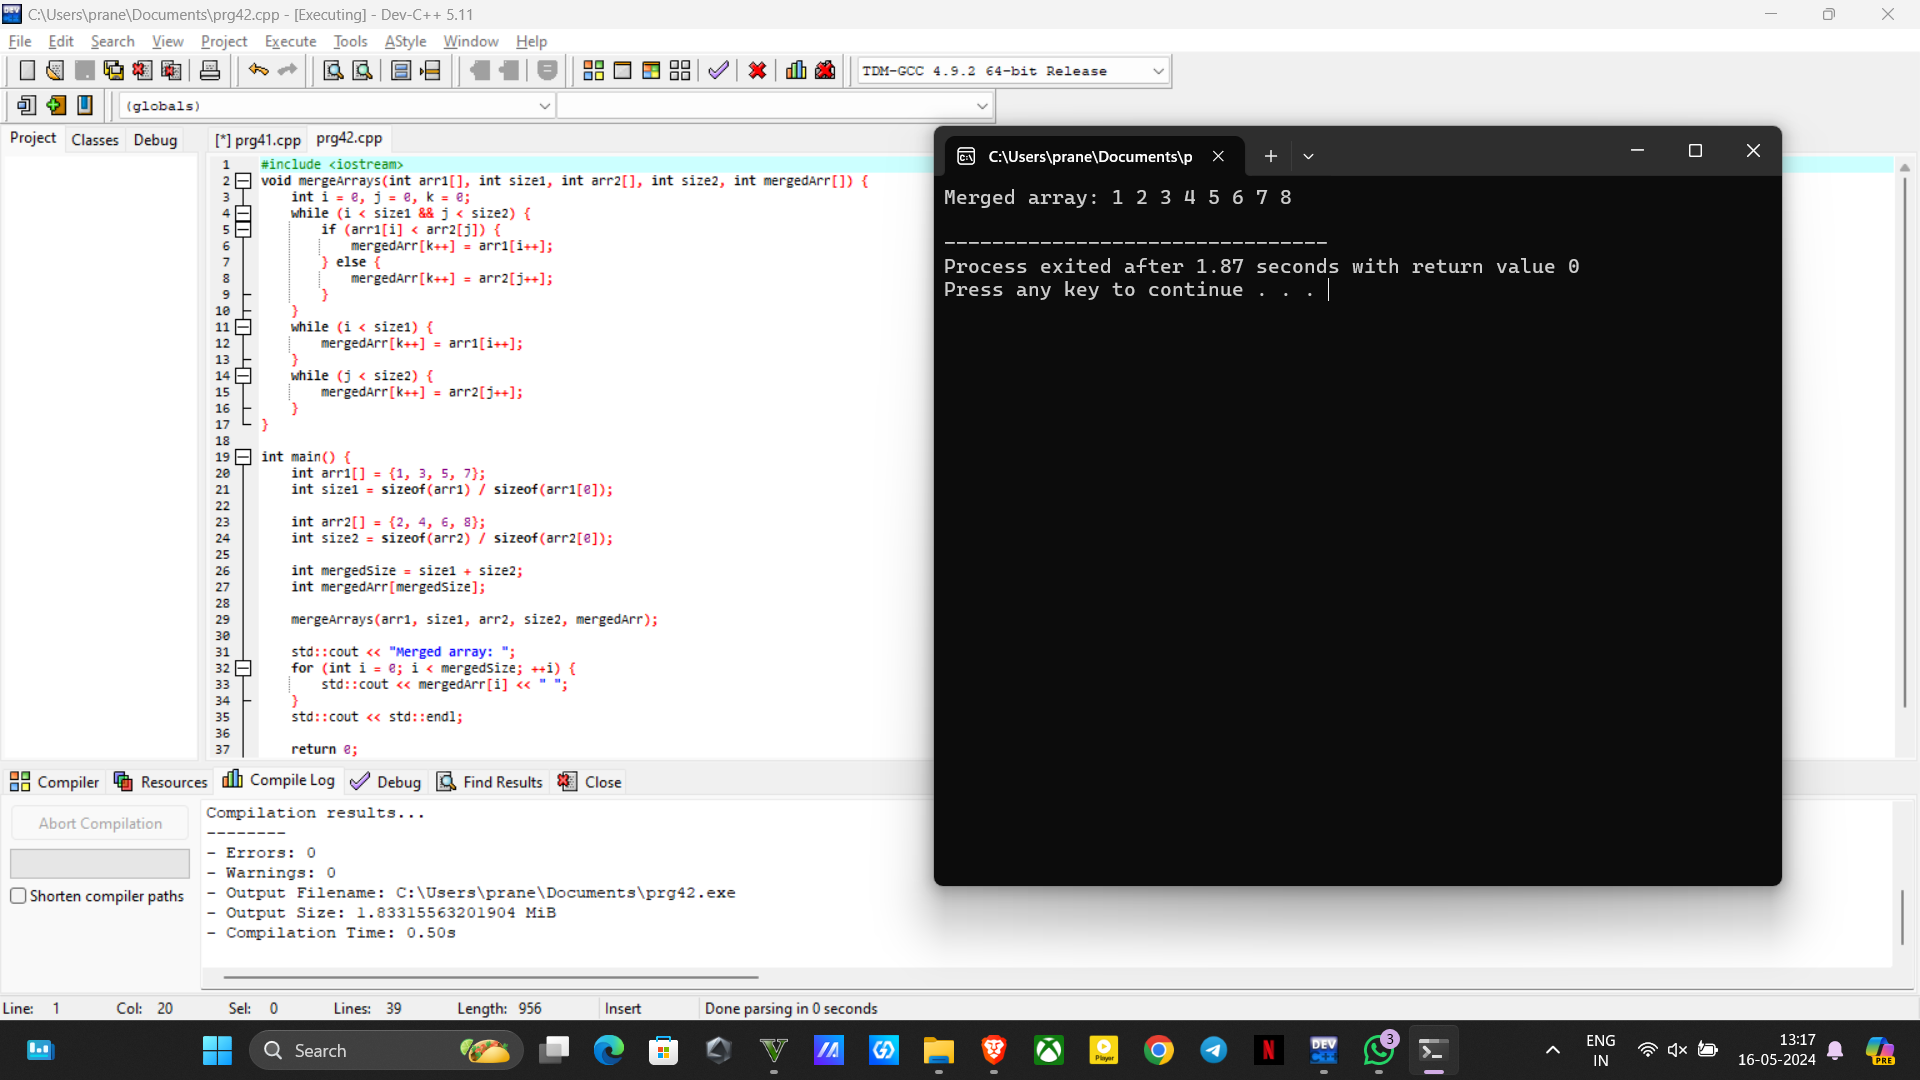 C:\Users\prane\Documents\prg42.cpp - [Executing] - Dev-C++ 5.11
File Edit Search View Project Execute Tools AStyle Window Help
TDM-GCC 4.9.2 64-bit Release
(globals)
Project Classes Debug
[*] prg41.cpp prg42.cpp
1 #include <iostream>
2 void mergeArrays(int arr1[], int size1, int arr2[], int size2, int mergedArr[]) {
3 int i = 0, j = 0, k = 0;
4 while (i < size1 && j < size2) {
5 if (arr1[i] < arr2[j]) {
6 mergedArr[k++] = arr1[i++];
7 } else {
8 mergedArr[k++] = arr2[j++];
9 }
10 }
11 while (i < size1) {
12 mergedArr[k++] = arr1[i++];
13 }
14 while (j < size2) {
15 mergedArr[k++] = arr2[j++];
16 }
17 }
18
19 int main() {
20 int arr1[] = {1, 3, 5, 7};
21 int size1 = sizeof(arr1) / sizeof(arr1[0]);
22
23 int arr2[] = {2, 4, 6, 8};
24 int size2 = sizeof(arr2) / sizeof(arr2[0]);
25
26 int mergedSize = size1 + size2;
27 int mergedArr[mergedSize];
28
29 mergeArrays(arr1, size1, arr2, size2, mergedArr);
30
31 std::cout << "Merged array: ";
32 for (int i = 0; i < mergedSize; ++i) {
33 std::cout << mergedArr[i] << " ";
34 }
35 std::cout << std::endl;
36
37 return 0;
C:\Users\prane\Documents\p
Merged array: 1 2 3 4 5 6 7 8
--------------------------------
Process exited after 1.87 seconds with return value 0
Press any key to continue . . .
Compiler Resources Compile Log Debug Find Results Close
Abort Compilation
Shorten compiler paths
Compilation results...
--------
- Errors: 0
- Warnings: 0
- Output Filename: C:\Users\prane\Documents\prg42.exe
- Output Size: 1.83315563201904 MiB
- Compilation Time: 0.50s
Line: 1 Col: 20 Sel: 0 Lines: 39 Length: 956 Insert Done parsing in 0 seconds
Search
Player
N
DEV
C++
3
ENG
IN
13:17
16-05-2024
PRE